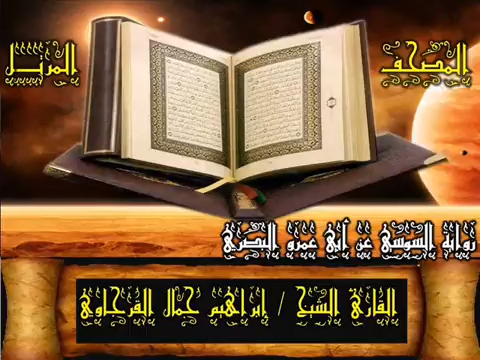 المصحف المرتل
رواية السوسي عن أبي عمرو البصري
القارئ الشيخ / إبراهيم جمال الفرجاوي